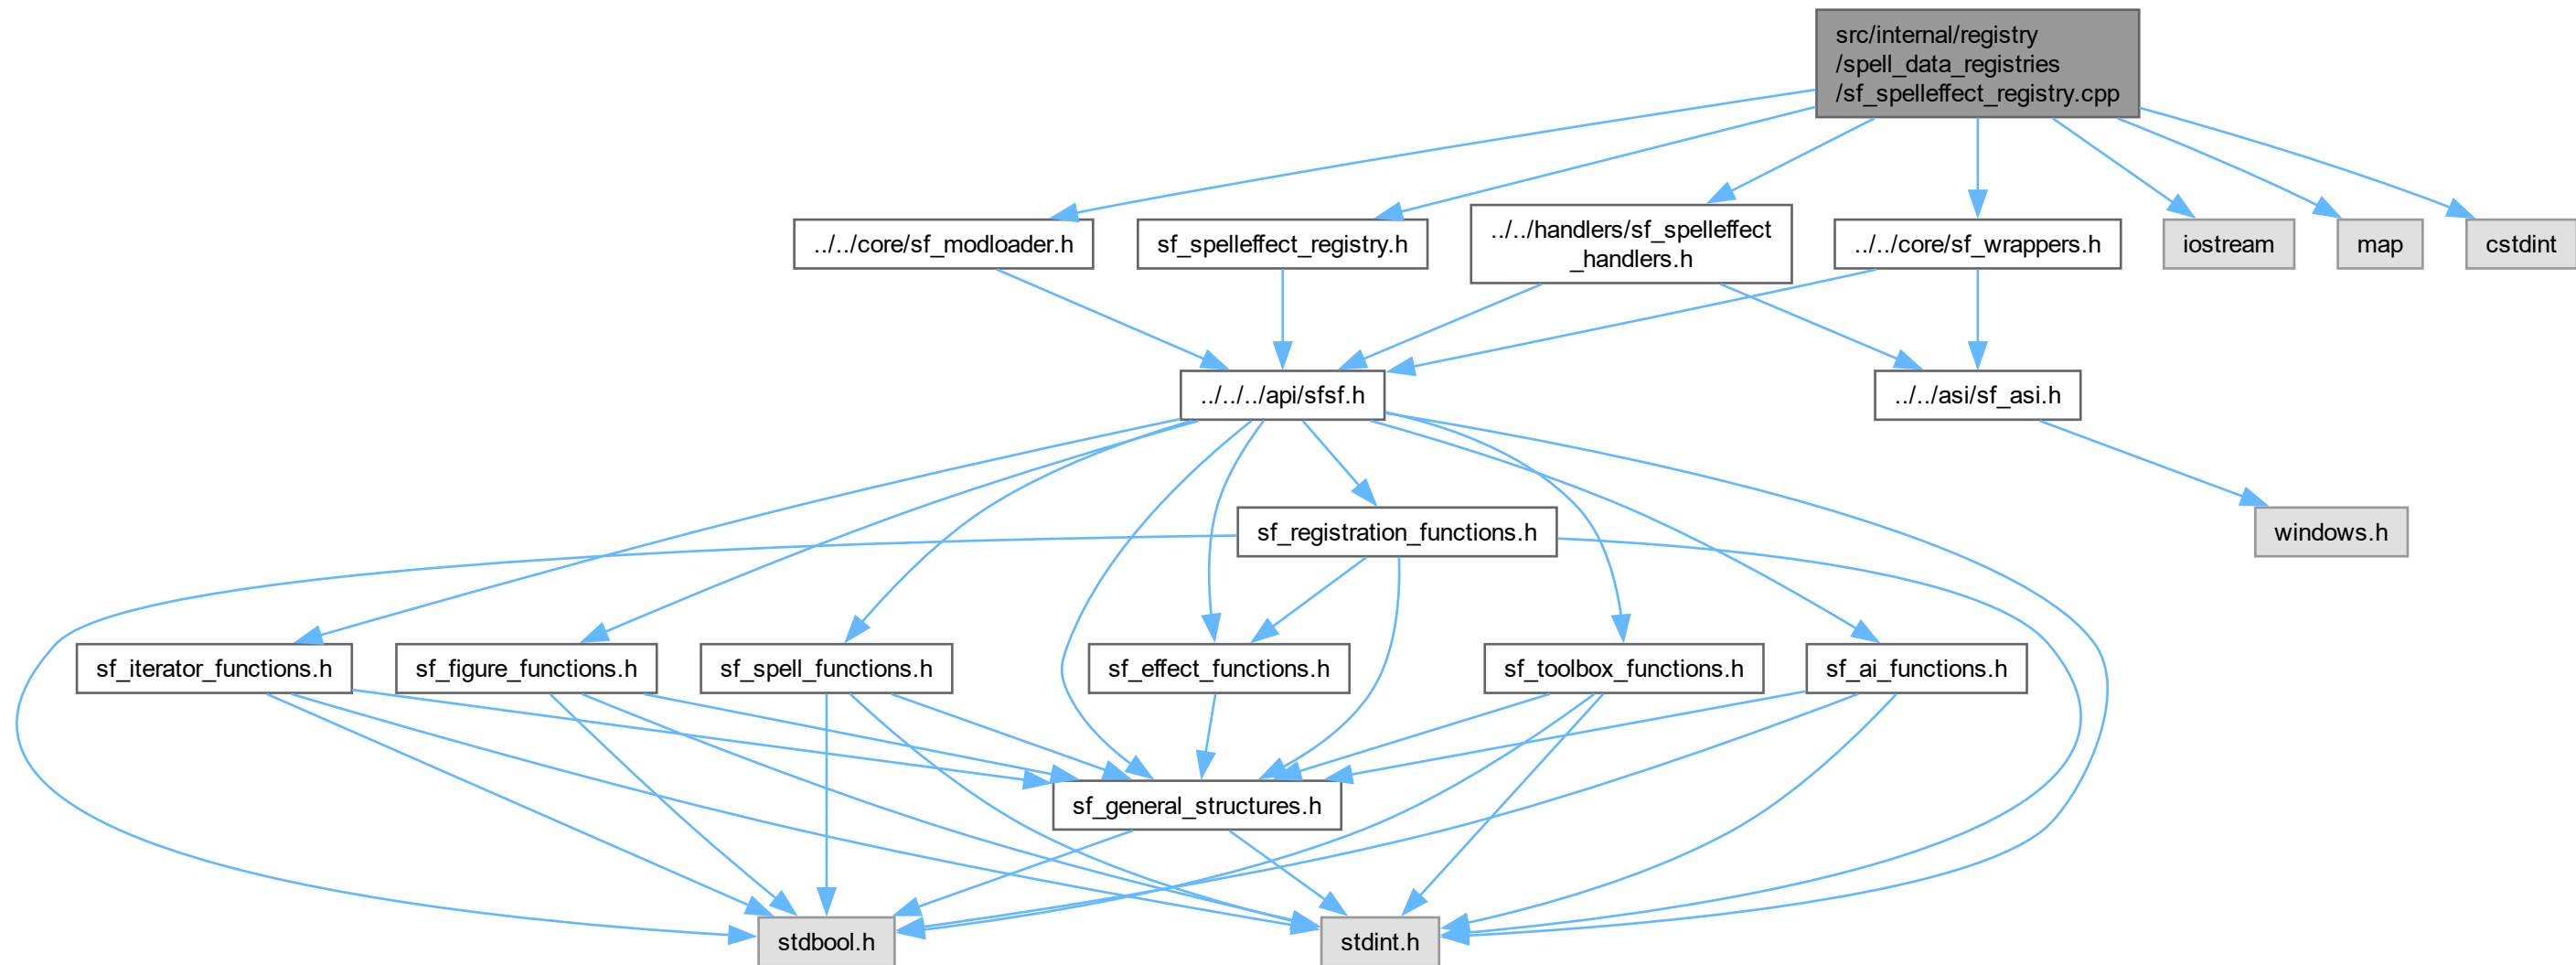 src/internal/registry
/spell_data_registries
/sf_spelleffect_registry.cpp
../../core/sf_modloader.h
sf_spelleffect_registry.h
../../handlers/sf_spelleffect
_handlers.h
../../core/sf_wrappers.h
iostream
map
cstdint
../../../api/sfsf.h
../../asi/sf_asi.h
sf_registration_functions.h
windows.h
sf_iterator_functions.h
sf_figure_functions.h
sf_spell_functions.h
sf_effect_functions.h
sf_toolbox_functions.h
sf_ai_functions.h
sf_general_structures.h
stdbool.h
stdint.h